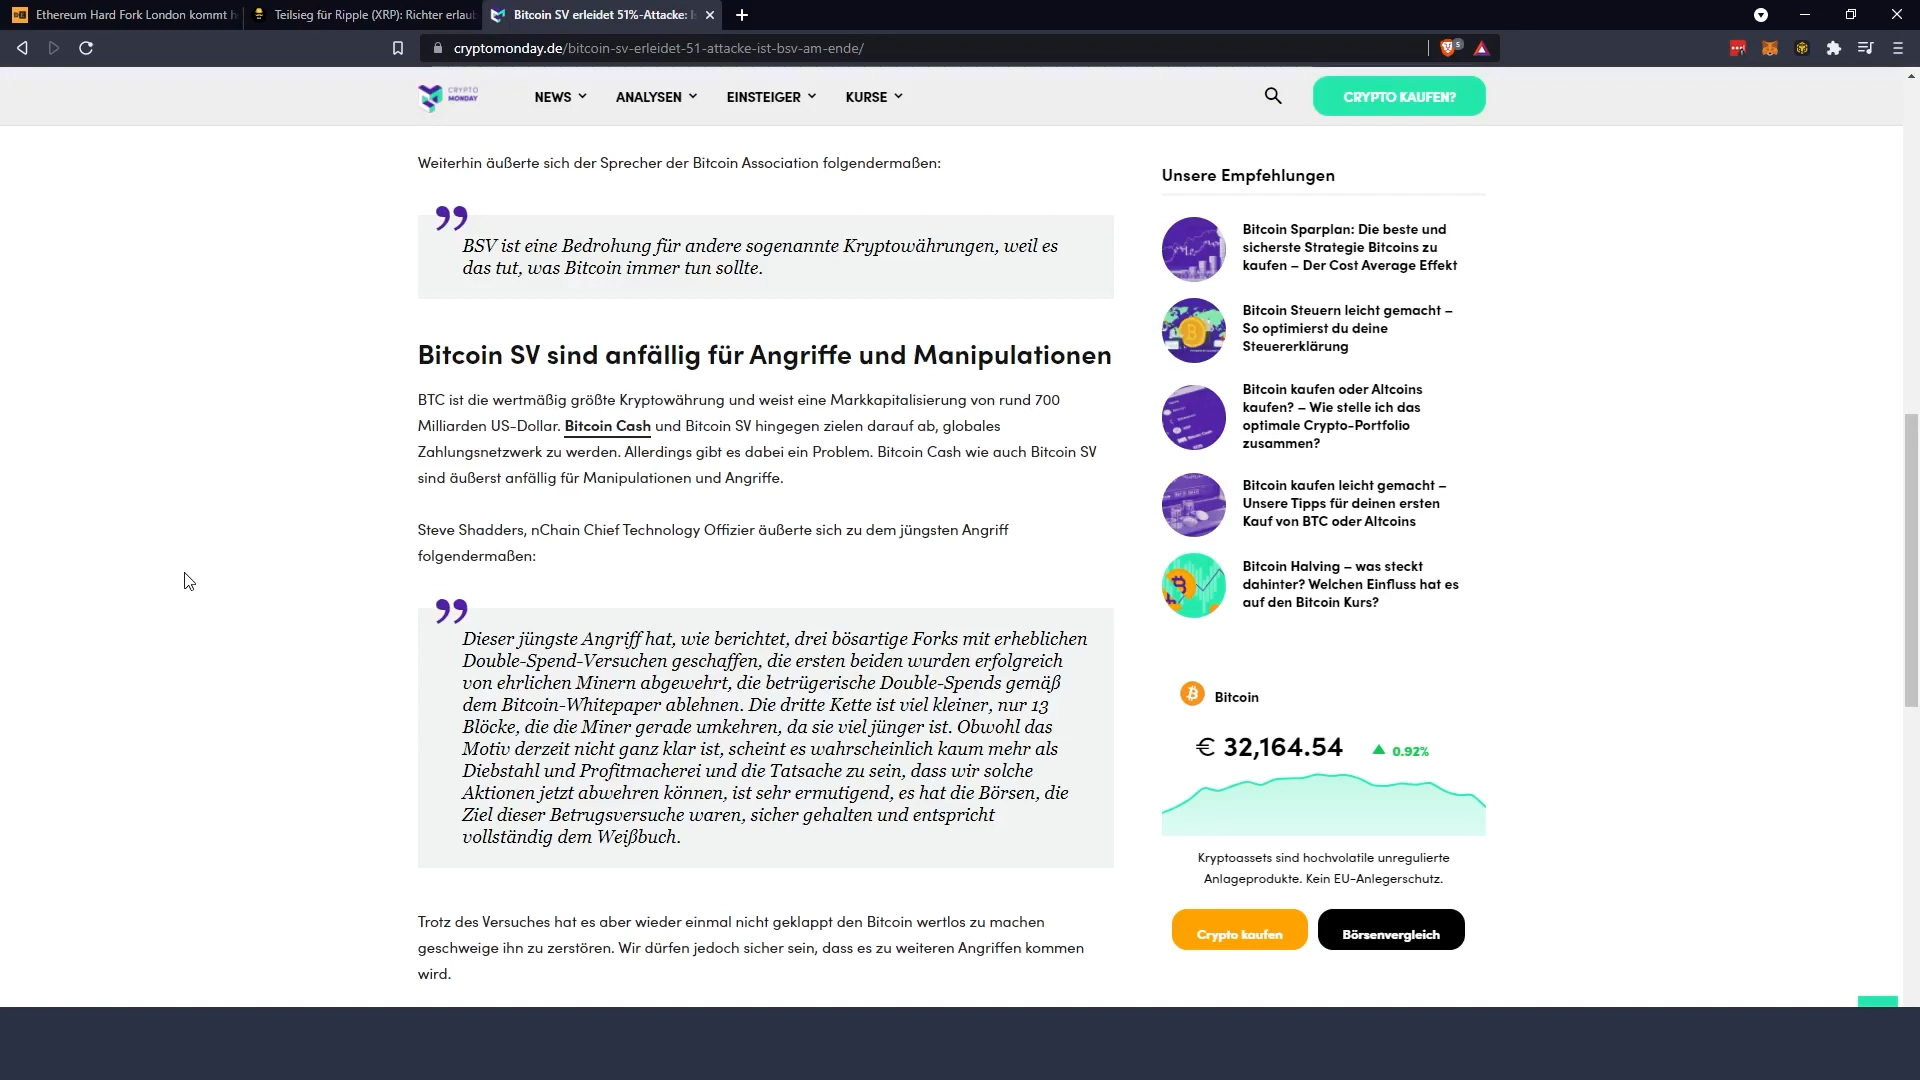 Ethereum Hard Fork London kommt
Teilsieg für Ripple (XRP): Richter erlau
Bitcoin SV erleidet 51%-Attacke:
cryptomonday.de/bitcoin-sv-erleidet-51-attacke-ist-bsv-am-ende/
CRYPTO
MONDAY
NEWS
ANALYSEN
EINSTEIGER
KURSE
CRYPTO KAUFEN?
Weiterhin äußerte sich der Sprecher der Bitcoin Association folgendermaßen:
BSV ist eine Bedrohung für andere sogenannte Kryptowährungen, weil es
das tut, was Bitcoin immer tun sollte.
Bitcoin SV sind anfällig für Angriffe und Manipulationen
BTC ist die wertmäßig größte Kryptowährung und weist eine Markkapitalisierung von rund 700
Milliarden US-Dollar. Bitcoin Cash und Bitcoin SV hingegen zielen darauf ab, globales
Zahlungsnetzwerk zu werden. Allerdings gibt es dabei ein Problem. Bitcoin Cash wie auch Bitcoin SV
sind äußerst anfällig für Manipulationen und Angriffe.
Steve Shadders, nChain Chief Technology Offizier äußerte sich zu dem jüngsten Angriff
folgendermaßen:
Dieser jüngste Angriff hat, wie berichtet, drei bösartige Forks mit erheblichen
Double-Spend-Versuchen geschaffen, die ersten beiden wurden erfolgreich
von ehrlichen Minern abgewehrt, die betrügerische Double-Spends gemäß
dem Bitcoin-Whitepaper ablehnen. Die dritte Kette ist viel kleiner, nur 13
Blöcke, die die Miner gerade umkehren, da sie viel jünger ist. Obwohl das
Motiv derzeit nicht ganz klar ist, scheint es wahrscheinlich kaum mehr als
Diebstahl und Profitmacherei und die Tatsache zu sein, dass wir solche
Aktionen jetzt abwehren können, ist sehr ermutigend, es hat die Börsen, die
Ziel dieser Betrugsversuche waren, sicher gehalten und entspricht
vollständig dem Weißbuch.
Trotz des Versuches hat es aber wieder einmal nicht geklappt den Bitcoin wertlos zu machen
geschweige ihn zu zerstören. Wir dürfen jedoch sicher sein, dass es zu weiteren Angriffen kommen
wird.
Unsere Empfehlungen
Bitcoin Sparplan: Die beste und
sicherste Strategie Bitcoins zu
kaufen – Der Cost Average Effekt
Bitcoin Steuern leicht gemacht –
So optimierst du deine
Steuererklärung
Bitcoin kaufen oder Altcoins
kaufen? – Wie stelle ich das
optimale Crypto-Portfolio
zusammen?
Bitcoin kaufen leicht gemacht –
Unsere Tipps für deinen ersten
Kauf von BTC oder Altcoins
Bitcoin Halving – was steckt
dahinter? Welchen Einfluss hat es
auf den Bitcoin Kurs?
Bitcoin
€ 32,164.54
0.92%
Kryptoassets sind hochvolatile unregulierte
Anlageprodukte. Kein EU-Anlegerschutz.
Crypto kaufen
Börsenvergleich